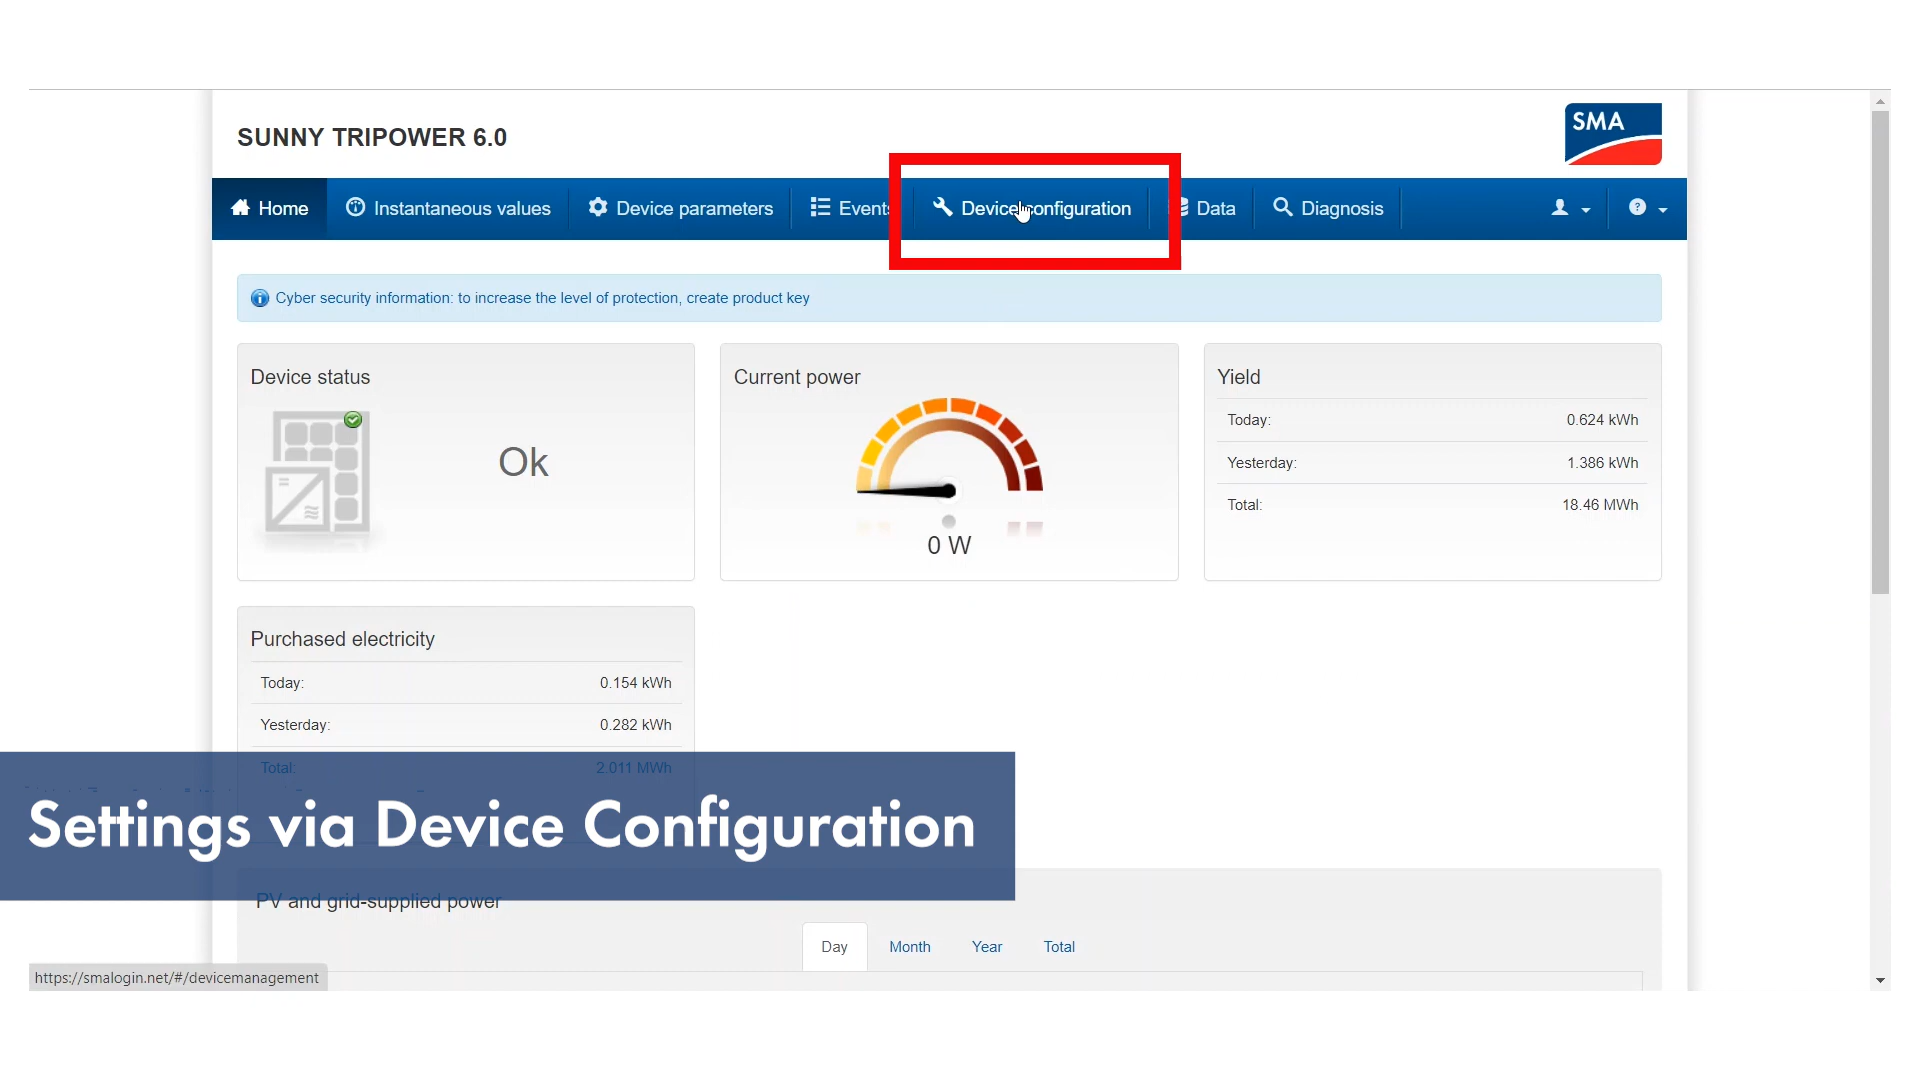 SUNNY TRIPOWER 6.0
SMA
Home Instantaneous values Device parameters Events Device configuration Data Diagnosis
Cyber security information: to increase the level of protection, create product key
Device status
Ok
Current power
0 W
Yield
Today: 0.624 kWh
Yesterday: 1.386 kWh
Total: 18.46 MWh
Purchased electricity
Today: 0.154 kWh
Yesterday: 0.282 kWh
Total: 2.011 MWh
Settings via Device Configuration
PV and grid-supplied power
Day Month Year Total
https://smalogin.net/#/devicemanagement